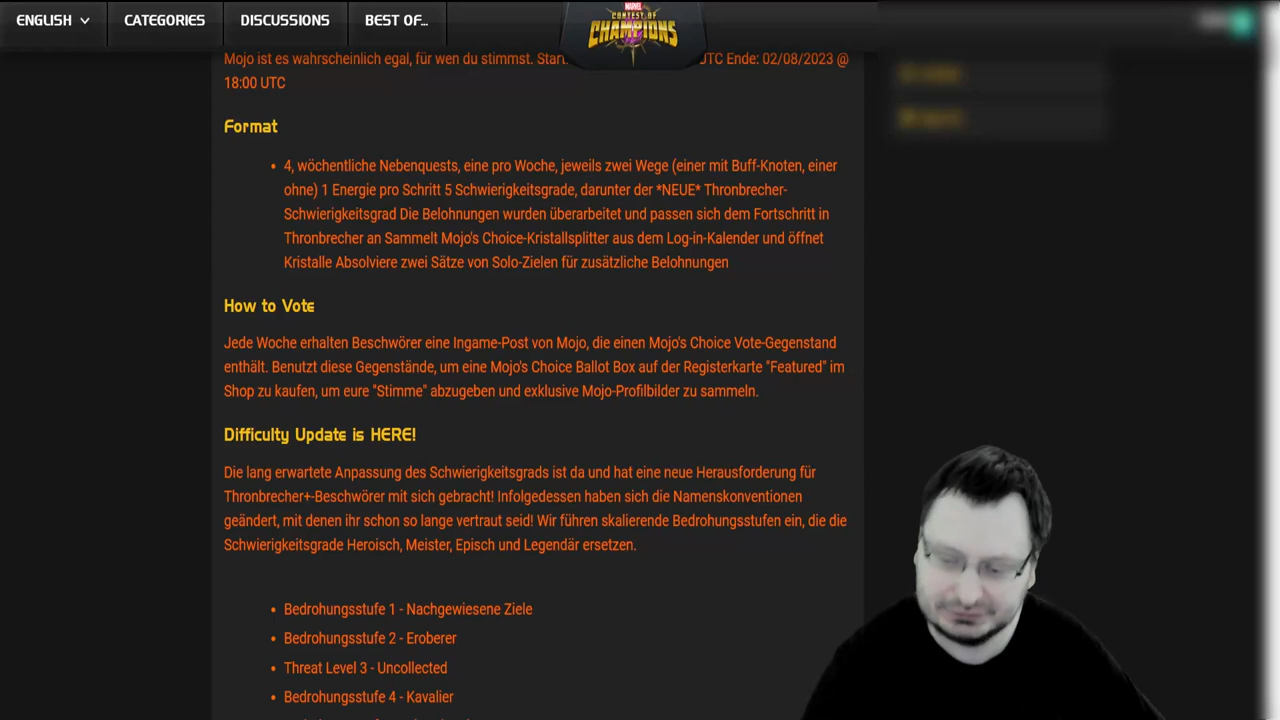 ENGLISH CATEGORIES DISCUSSIONS BEST OF...
MARVEL
CONTEST OF
CHAMPIONS
Mojo ist es wahrscheinlich egal, für wen du stimmst. Start: UTC Ende: 02/08/2023 @
18:00 UTC
Format
• 4, wöchentliche Nebenquests, eine pro Woche, jeweils zwei Wege (einer mit Buff-Knoten, einer
ohne) 1 Energie pro Schritt 5 Schwierigkeitsgrade, darunter der *NEUE* Thronbrecher-
Schwierigkeitsgrad Die Belohnungen wurden überarbeitet und passen sich dem Fortschritt in
Thronbrecher an Sammelt Mojo's Choice-Kristallsplitter aus dem Log-in-Kalender und öffnet
Kristalle Absolviere zwei Sätze von Solo-Zielen für zusätzliche Belohnungen
How to Vote
Jede Woche erhalten Beschwörer eine Ingame-Post von Mojo, die einen Mojo's Choice Vote-Gegenstand
enthält. Benutzt diese Gegenstände, um eine Mojo's Choice Ballot Box auf der Registerkarte "Featured" im
Shop zu kaufen, um eure "Stimme" abzugeben und exklusive Mojo-Profilbilder zu sammeln.
Difficulty Update is HERE!
Die lang erwartete Anpassung des Schwierigkeitsgrads ist da und hat eine neue Herausforderung für
Thronbrecher+-Beschwörer mit sich gebracht! Infolgedessen haben sich die Namenskonventionen
geändert, mit denen ihr schon so lange vertraut seid! Wir führen skalierende Bedrohungsstufen ein, die die
Schwierigkeitsgrade Heroisch, Meister, Episch und Legendär ersetzen.
• Bedrohungsstufe 1 - Nachgewiesene Ziele
• Bedrohungsstufe 2 - Eroberer
• Threat Level 3 - Uncollected
• Bedrohungsstufe 4 - Kavalier